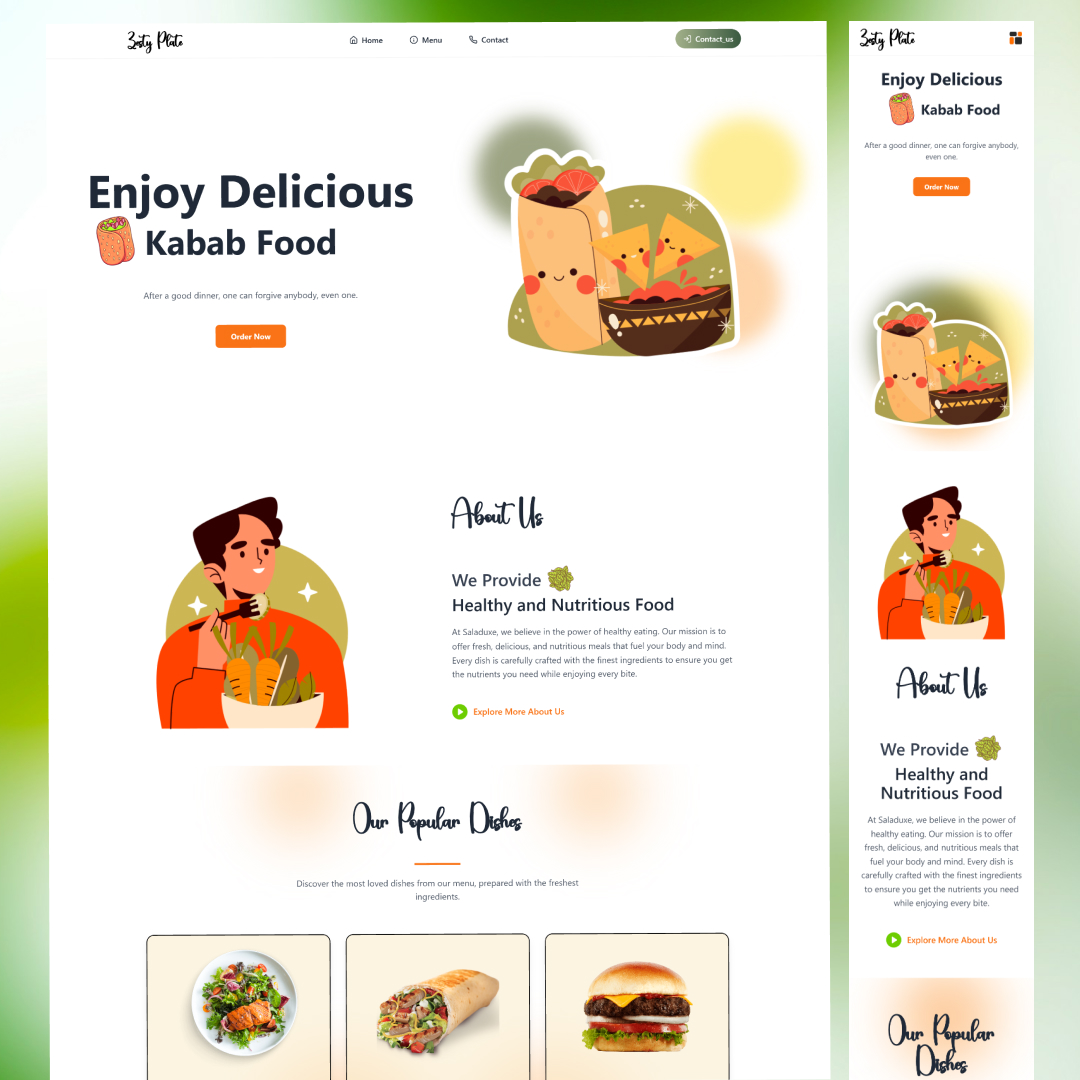 Zesty Plate
Home
Menu
Contact
Contact_us
Enjoy Delicious
Kabab Food
After a good dinner, one can forgive anybody, even one.
Order Now
About Us
We Provide
Healthy and Nutritious Food
At Saladuxe, we believe in the power of healthy eating. Our mission is to
offer fresh, delicious, and nutritious meals that fuel your body and mind.
Every dish is carefully crafted with the finest ingredients to ensure you get
the nutrients you need while enjoying every bite.
Explore More About Us
Our Popular Dishes
Discover the most loved dishes from our menu, prepared with the freshest
ingredients.
Zesty Plate
Enjoy Delicious
Kabab Food
After a good dinner, one can forgive anybody,
even one.
Order Now
About Us
We Provide
Healthy and
Nutritious Food
At Saladuxe, we believe in the power of
healthy eating. Our mission is to offer
fresh, delicious, and nutritious meals that
fuel your body and mind. Every dish is
carefully crafted with the finest ingredients
to ensure you get the nutrients you need
while enjoying every bite.
Explore More About Us
Our Popular
Dishes